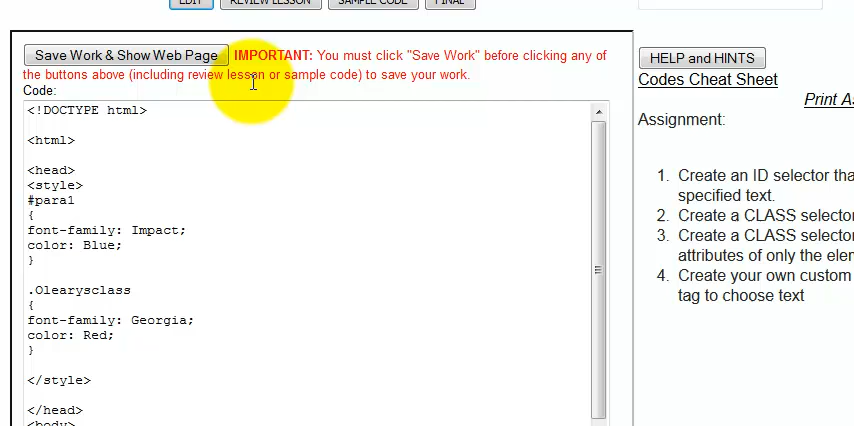 EDIT REVIEW LESSON SAMPLE CODE FINAL
Save Work & Show Web Page IMPORTANT: You must click "Save Work" before clicking any of
the buttons above (including review lesson or sample code) to save your work.
Code:
<!DOCTYPE html>
<html>
<head>
<style>
#para1
{
font-family: Impact;
color: Blue;
}
.Olearysclass
{
font-family: Georgia;
color: Red;
}
</style>
</head>
<body>
HELP and HINTS
Codes Cheat Sheet
Print
Assignment:
1. Create an ID selector tha
specified text.
2. Create a CLASS selector
3. Create a CLASS selector
attributes of only the elem
4. Create your own custom
tag to choose text